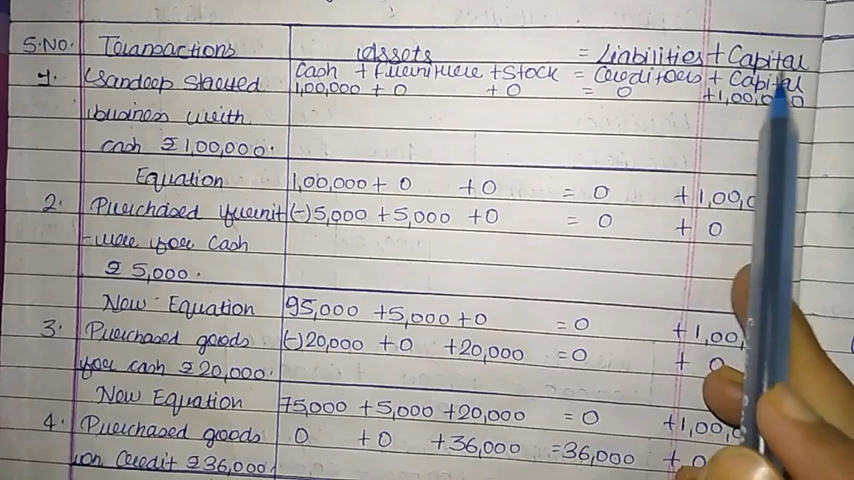 S.No. Transactions Assets = Liabilities + Capital
1. Sandeep started Cash + Furniture + Stock = Creditors + Capital
1,00,000 + 0 + 0 = 0 +1,00,000
business with
cash ₹ 1,00,000.
Equation 1,00,000 + 0 + 0 = 0 + 1,00,0
2. Purchased furnit (-) 5,000 + 5,000 + 0 = 0 + 0
-ure for cash
₹ 5,000.
New Equation 95,000 + 5,000 + 0 = 0 + 1,00,
3. Purchased goods (-) 20,000 + 0 + 20,000 = 0 + 0
for cash ₹ 20,000.
New Equation 75,000 + 5,000 + 20,000 = 0 + 1,00,0
4. Purchased goods 0 + 0 + 36,000 = 36,000 + 0
on Credit ₹ 36,000.